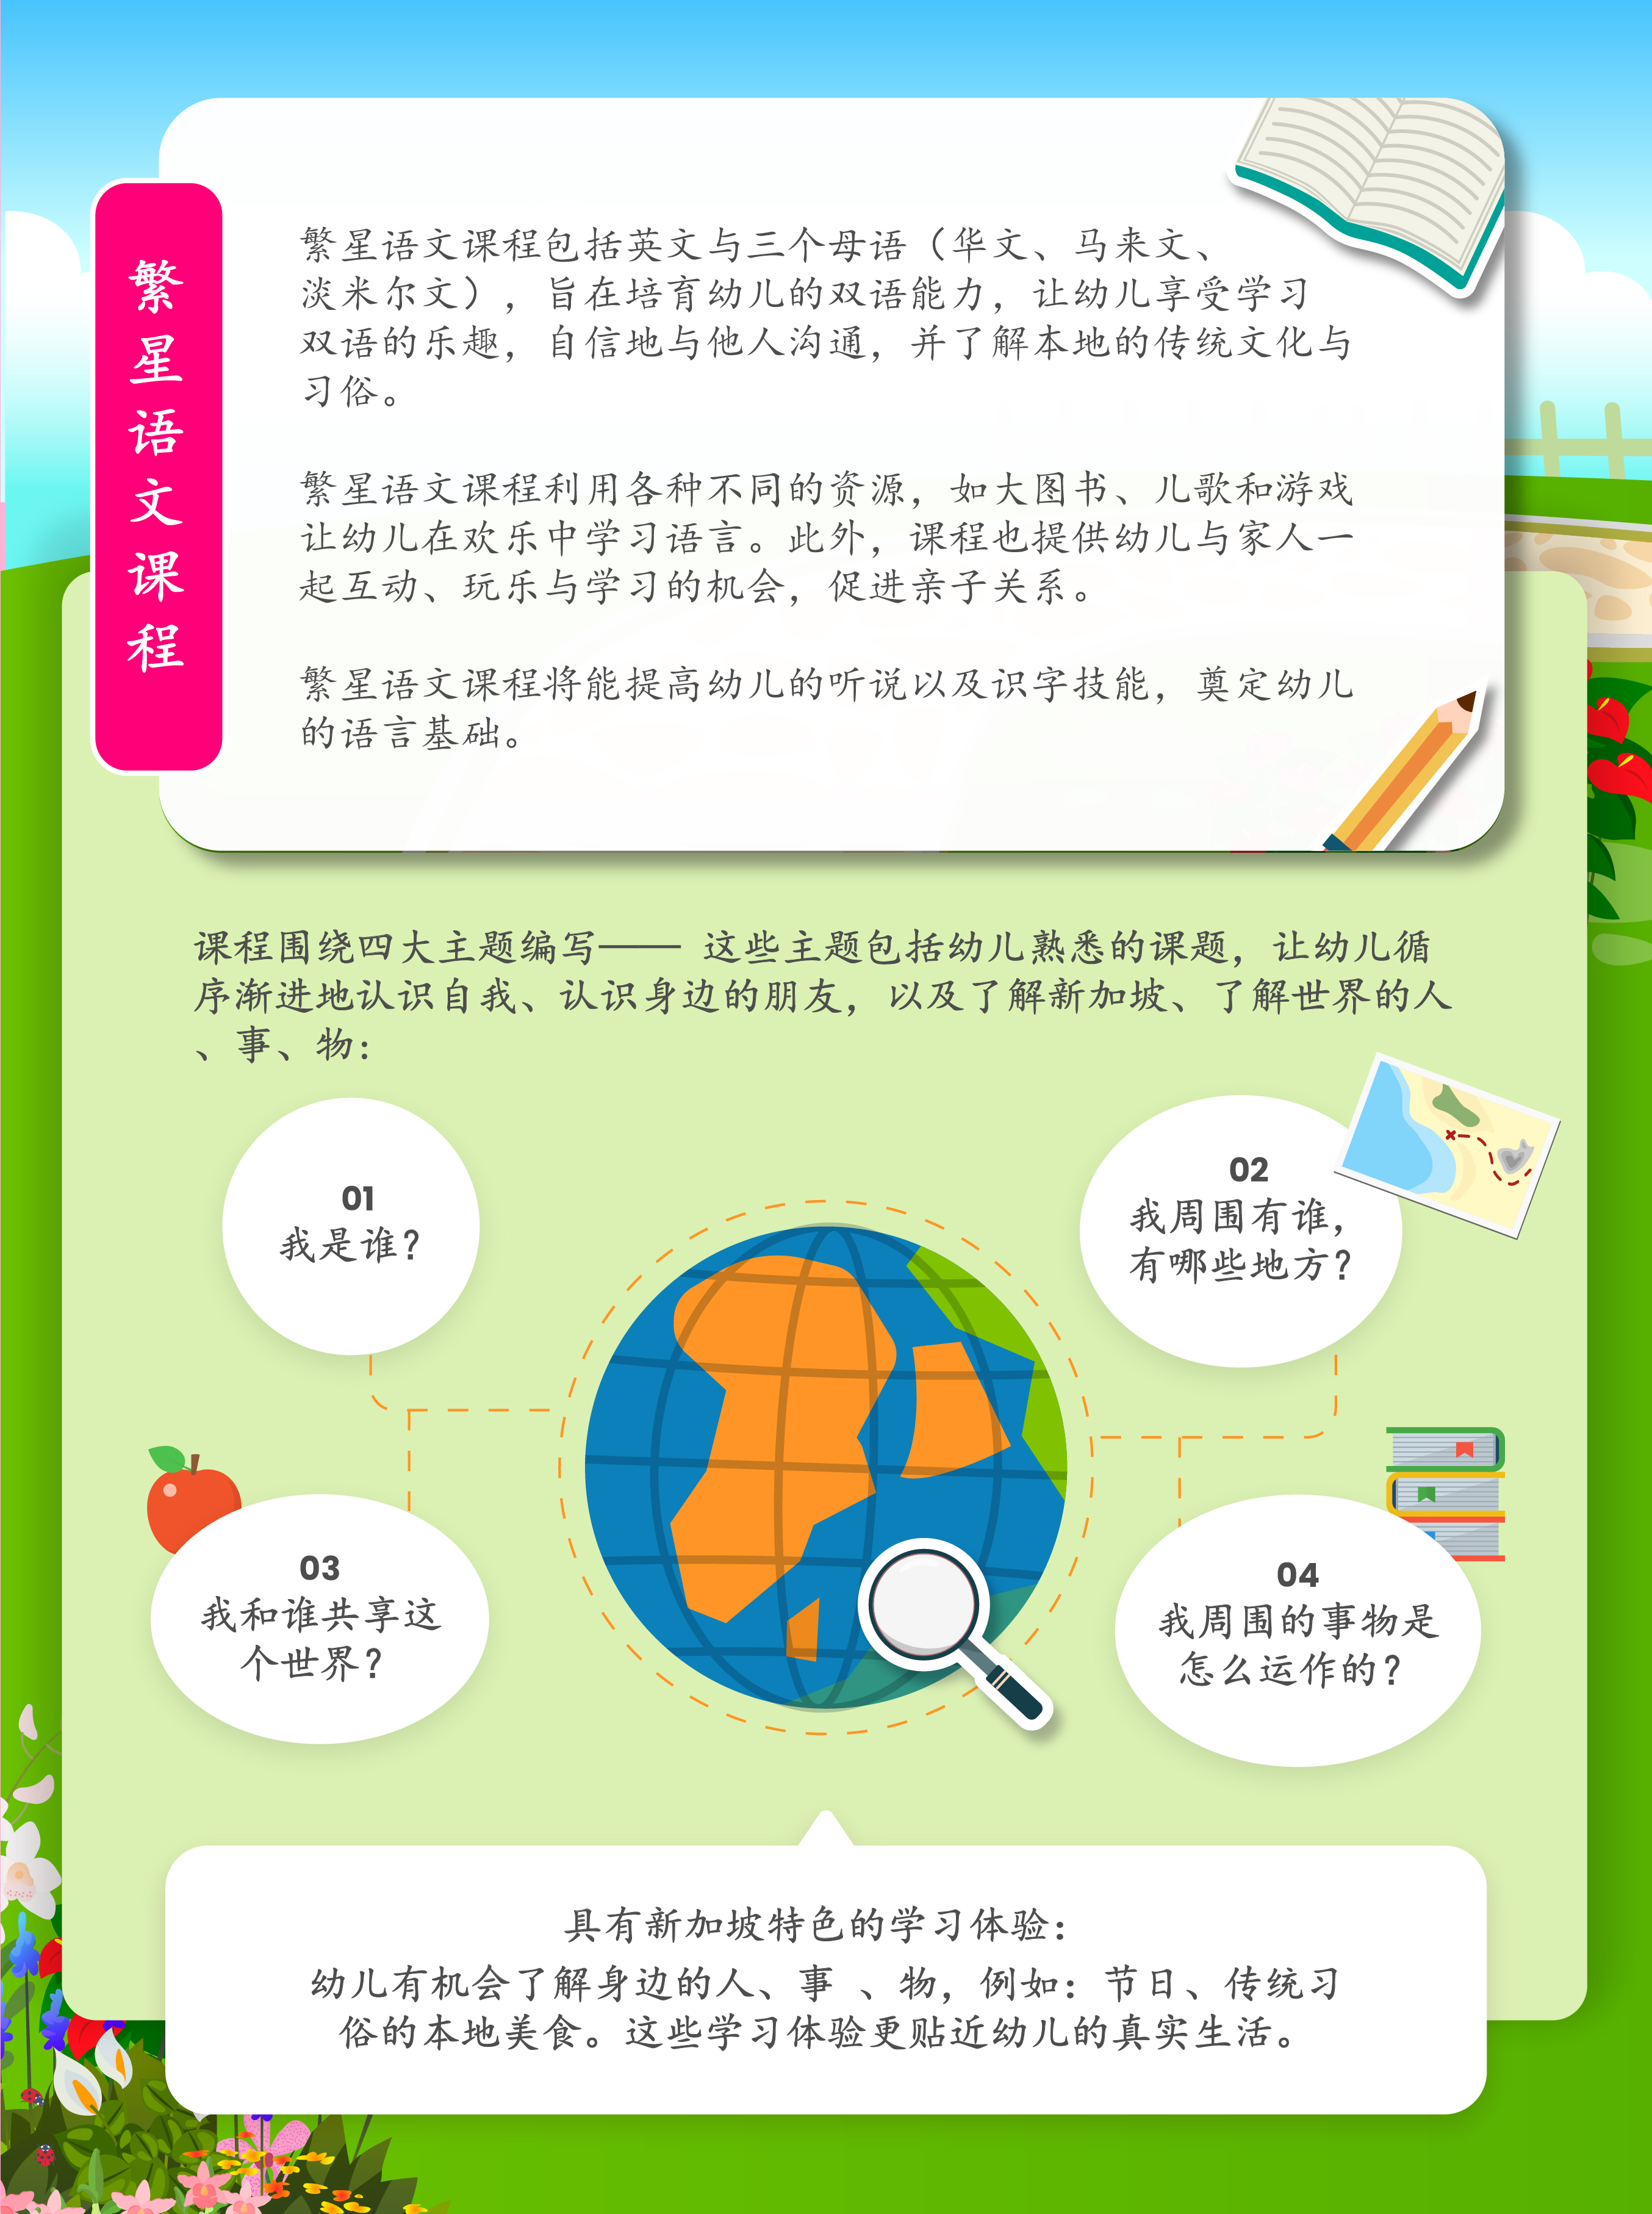 繁星语文课程
繁星语文课程包括英文与三个母语（华文、马来文、
淡米尔文），旨在培育幼儿的双语能力，让幼儿享受学习
双语的乐趣，自信地与他人沟通，并了解本地的传统文化与
习俗。
繁星语文课程利用各种不同的资源，如大图书、儿歌和游戏
让幼儿在欢乐中学习语言。此外，课程也提供幼儿与家人一
起互动、玩乐与学习的机会，促进亲子关系。
繁星语文课程将能提高幼儿的听说以及识字技能，奠定幼儿
的语言基础。
课程围绕四大主题编写—— 这些主题包括幼儿熟悉的课题，让幼儿循
序渐进地认识自我、认识身边的朋友，以及了解新加坡、了解世界的人
、事、物：
01
我是谁？
02
我周围有谁，
有哪些地方？
03
我和谁共享这
个世界？
04
我周围的事物是
怎么运作的？
具有新加坡特色的学习体验：
幼儿有机会了解身边的人、事 、物，例如：节日、传统习
俗的本地美食。这些学习体验更贴近幼儿的真实生活。